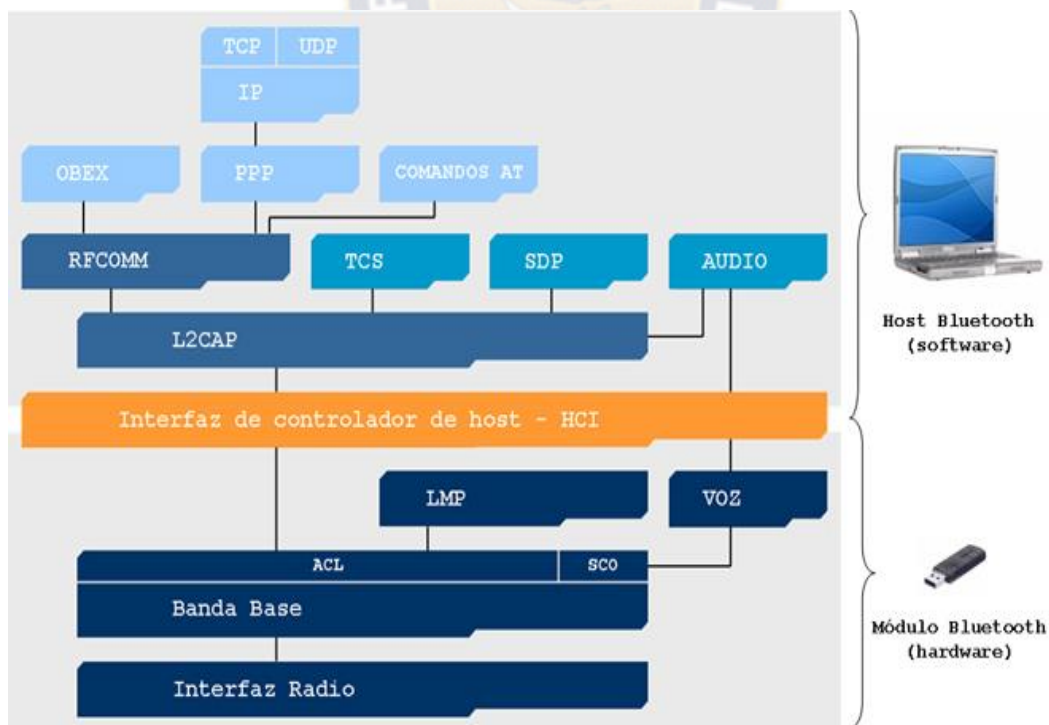 TCP UDP
IP
OBEX PPP COMANDOS AT
RFCOMM TCS SDP AUDIO
L2CAP
Host Bluetooth
(software)
Interfaz de controlador de host - HCI
LMP VOZ
ACL SCO
Banda Base
Módulo Bluetooth
(hardware)
Interfaz Radio